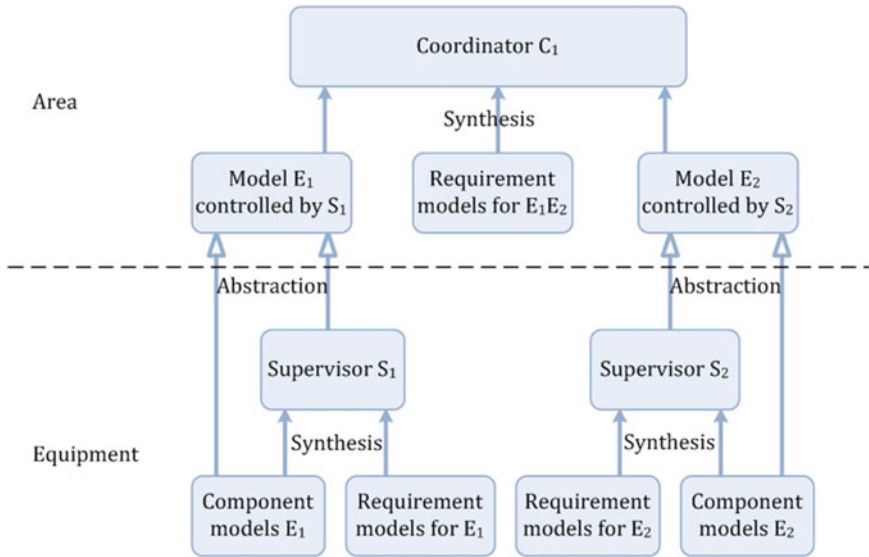 Coordinator C₁
Area
Synthesis
Model E₁
controlled by S₁
Requirement
models for E₁E₂
Model E₂
controlled by S₂
Abstraction
Abstraction
Supervisor S₁
Supervisor S₂
Synthesis
Synthesis
Equipment
Component
models E₁
Requirement
models for E₁
Requirement
models for E₂
Component
models E₂